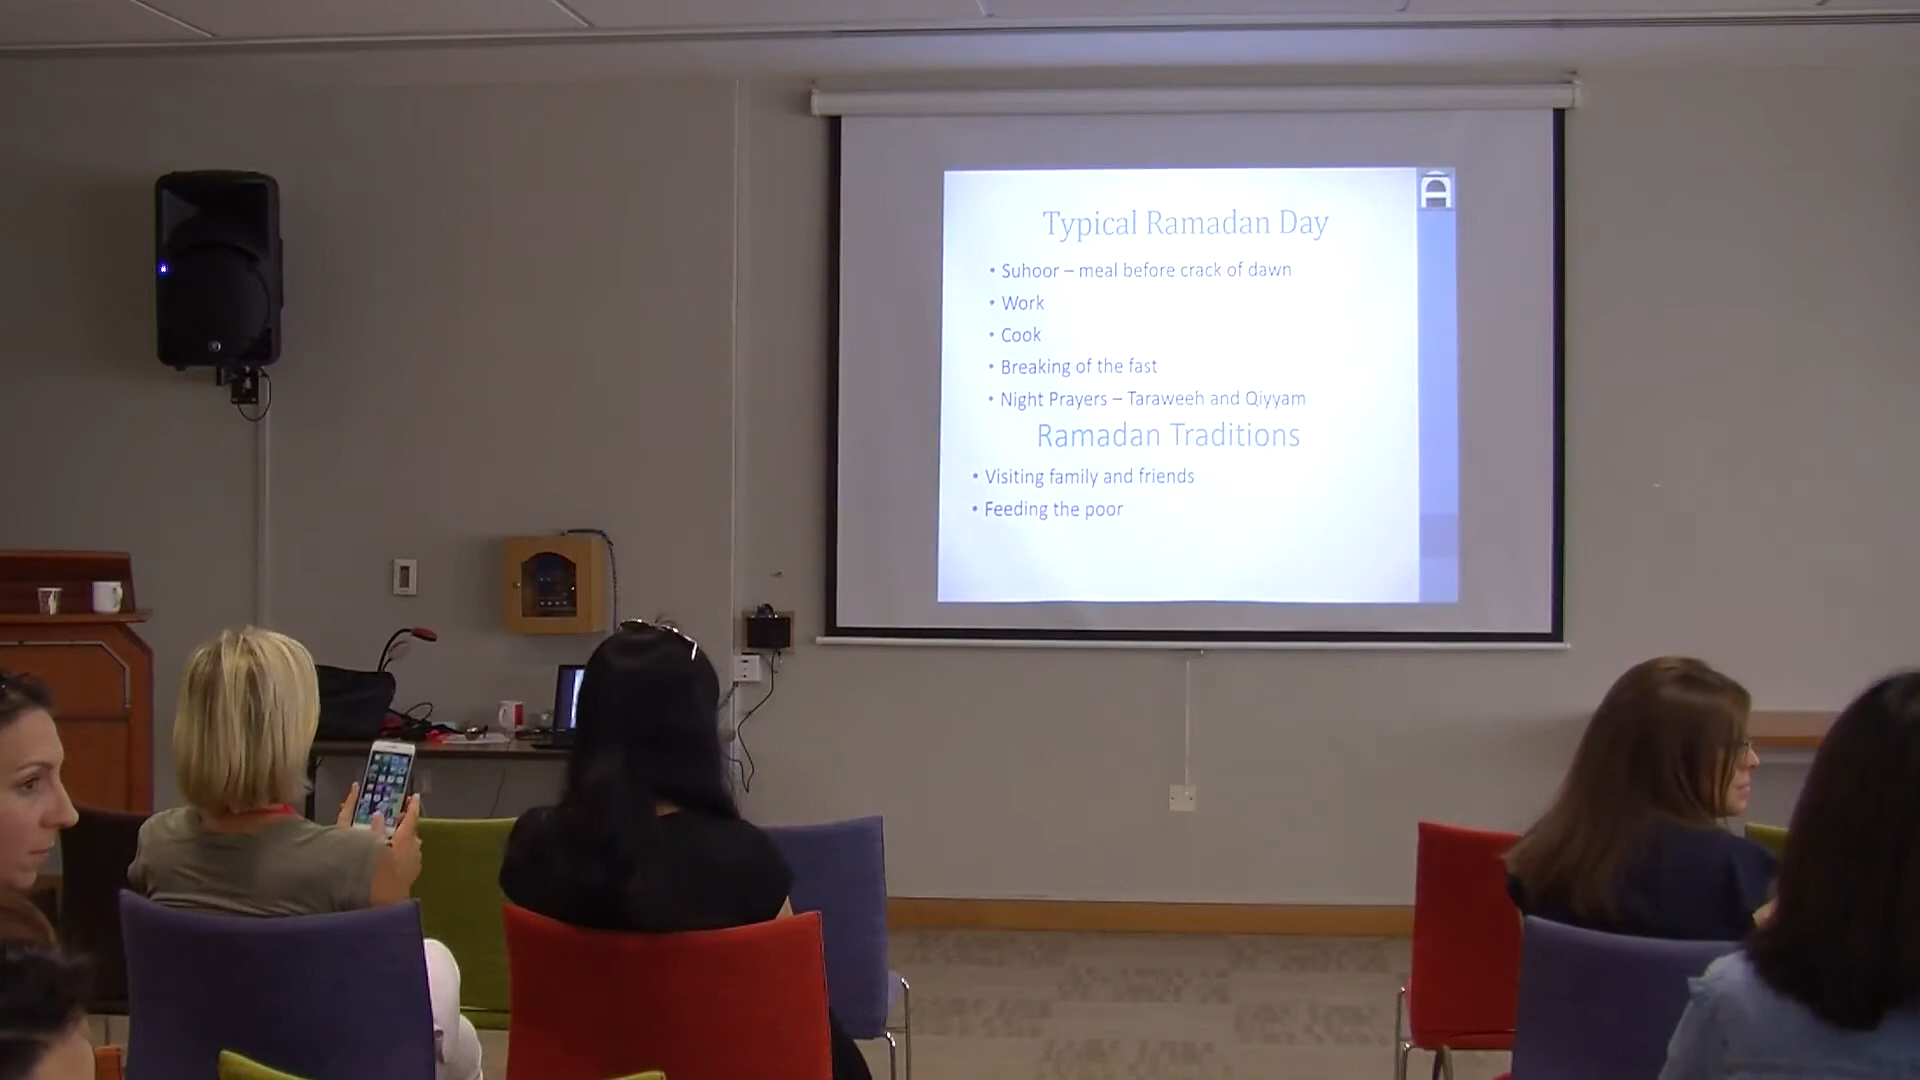 Typical Ramadan Day
• Suhoor – meal before crack of dawn
• Work
• Cook
• Breaking of the fast
• Night Prayers – Taraweeh and Qiyyam
Ramadan Traditions
• Visiting family and friends
• Feeding the poor